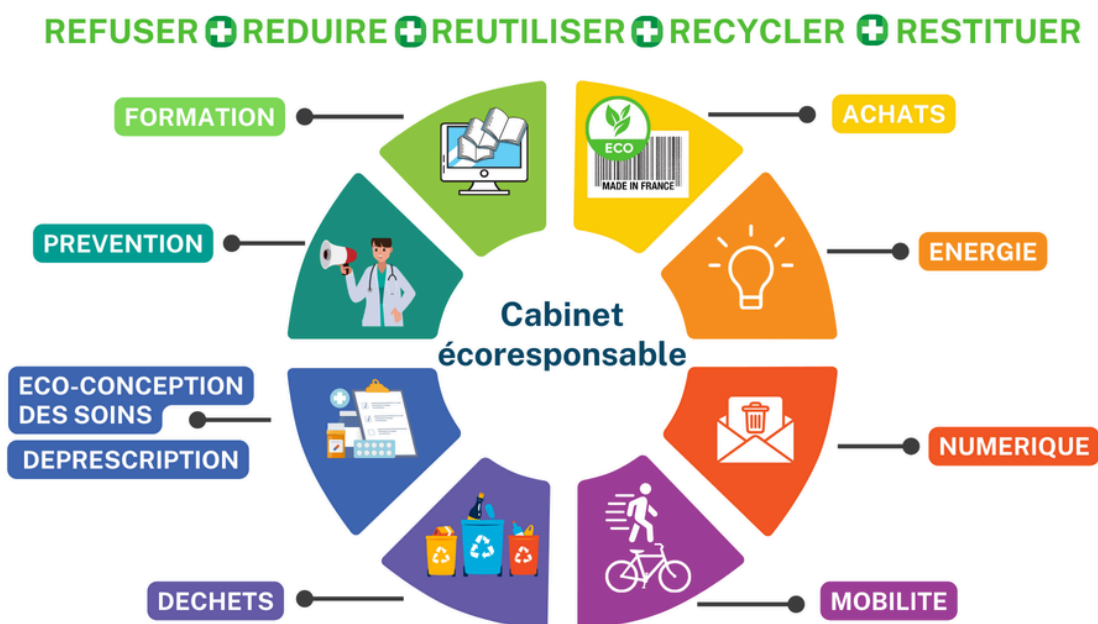 REFUSER + REDUIRE + REUTILISER + RECYCLER + RESTITUER
FORMATION
ACHATS
ECO
MADE IN FRANCE
PREVENTION
ENERGIE
Cabinet
écoresponsable
ECO-CONCEPTION
DES SOINS
DEPRESCRIPTION
NUMERIQUE
DECHETS
MOBILITE